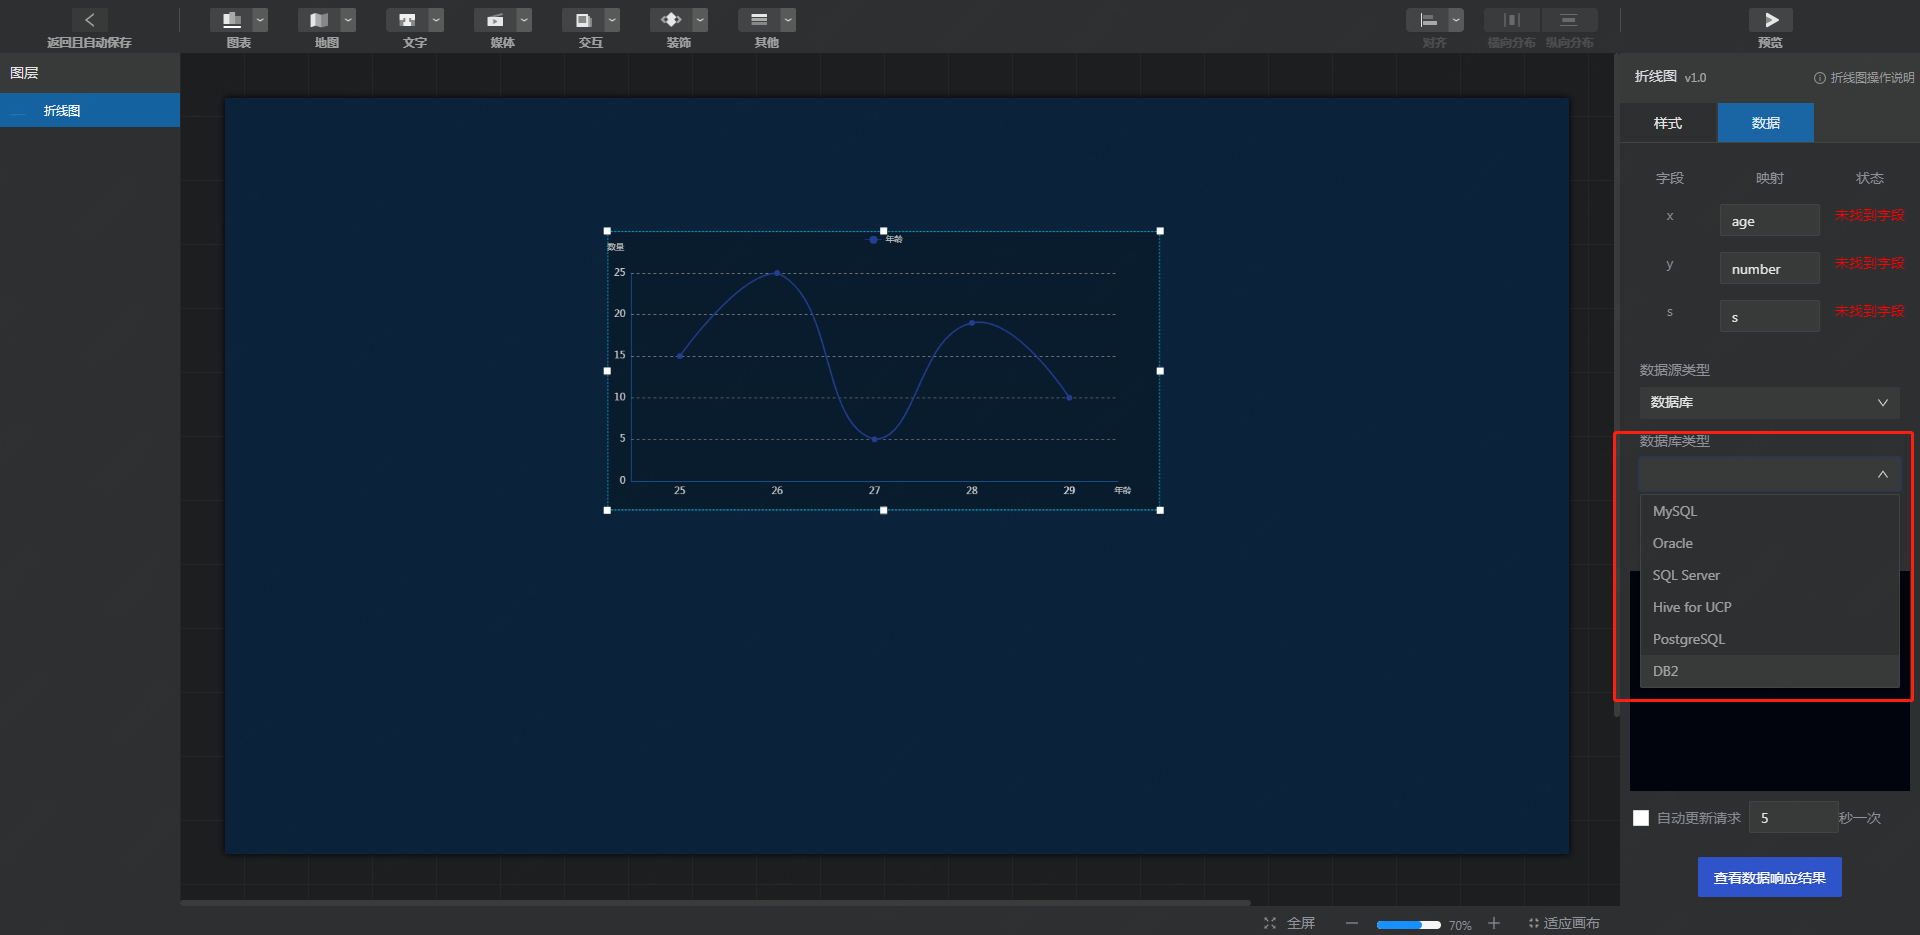 返回且自动保存
图表
地图
文字
媒体
交互
装饰
其他
对齐
横向分布
纵向分布
预览
图层
折线图
折线图 v1.0
折线图操作说明
样式
数据
字段
映射
状态
x
age
未找到字段
y
number
未找到字段
s
s
未找到字段
数据源类型
数据库
数据库类型
MySQL
Oracle
SQL Server
Hive for UCP
PostgreSQL
DB2
自动更新请求
5
秒一次
查看数据响应结果
年龄
数量
25
20
15
10
5
0
25
26
27
28
29
年龄
全屏
70%
适应画布